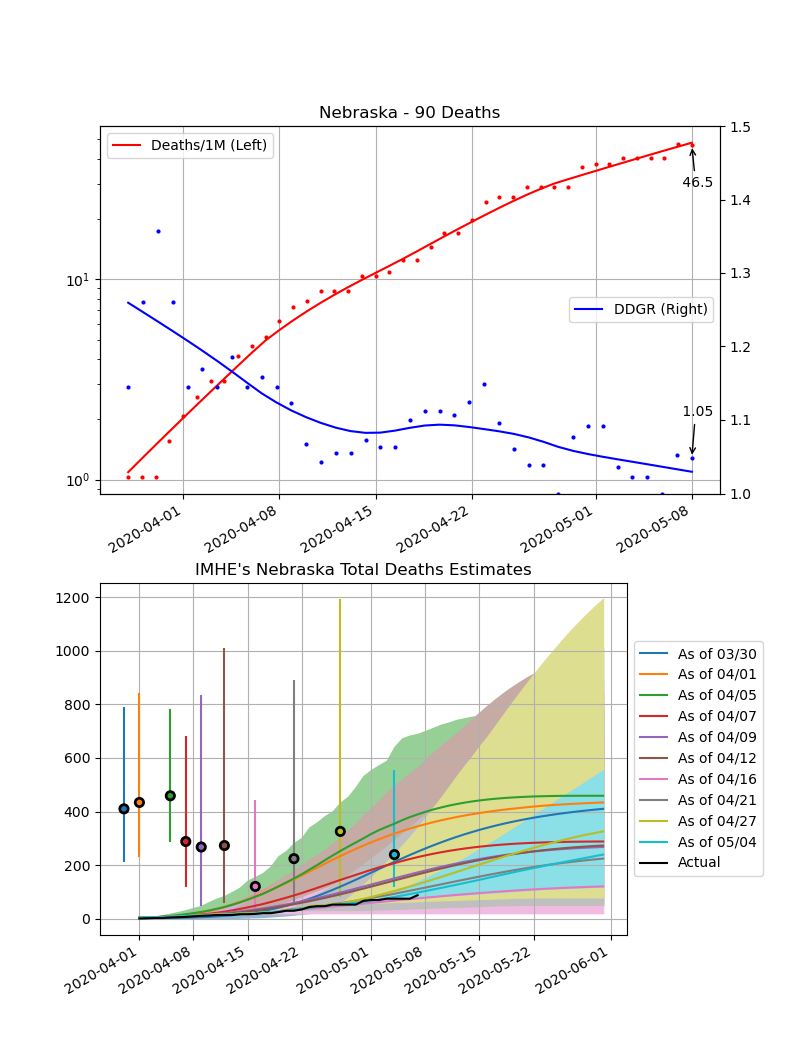 Nebraska - 90 Deaths
Deaths/1M (Left)
DDGR (Right)
46.5
1.05
10^1
10^0
1.5
1.4
1.3
1.2
1.1
1.0
2020-04-01
2020-04-08
2020-04-15
2020-04-22
2020-05-01
2020-05-08
IMHE's Nebraska Total Deaths Estimates
1200
1000
800
600
400
200
0
2020-04-01
2020-04-08
2020-04-15
2020-04-22
2020-05-01
2020-05-08
2020-05-15
2020-05-22
2020-06-01
As of 03/30
As of 04/01
As of 04/05
As of 04/07
As of 04/09
As of 04/12
As of 04/16
As of 04/21
As of 04/27
As of 05/04
Actual